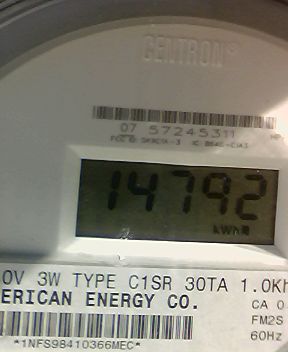 CENTRON®
07 57245311
14792
kWh
0V 3W TYPE C1SR 30TA 1.0Kh
ERICAN ENERGY CO.
CA 0
FM2S
60Hz
*1NFS98410366MEC*